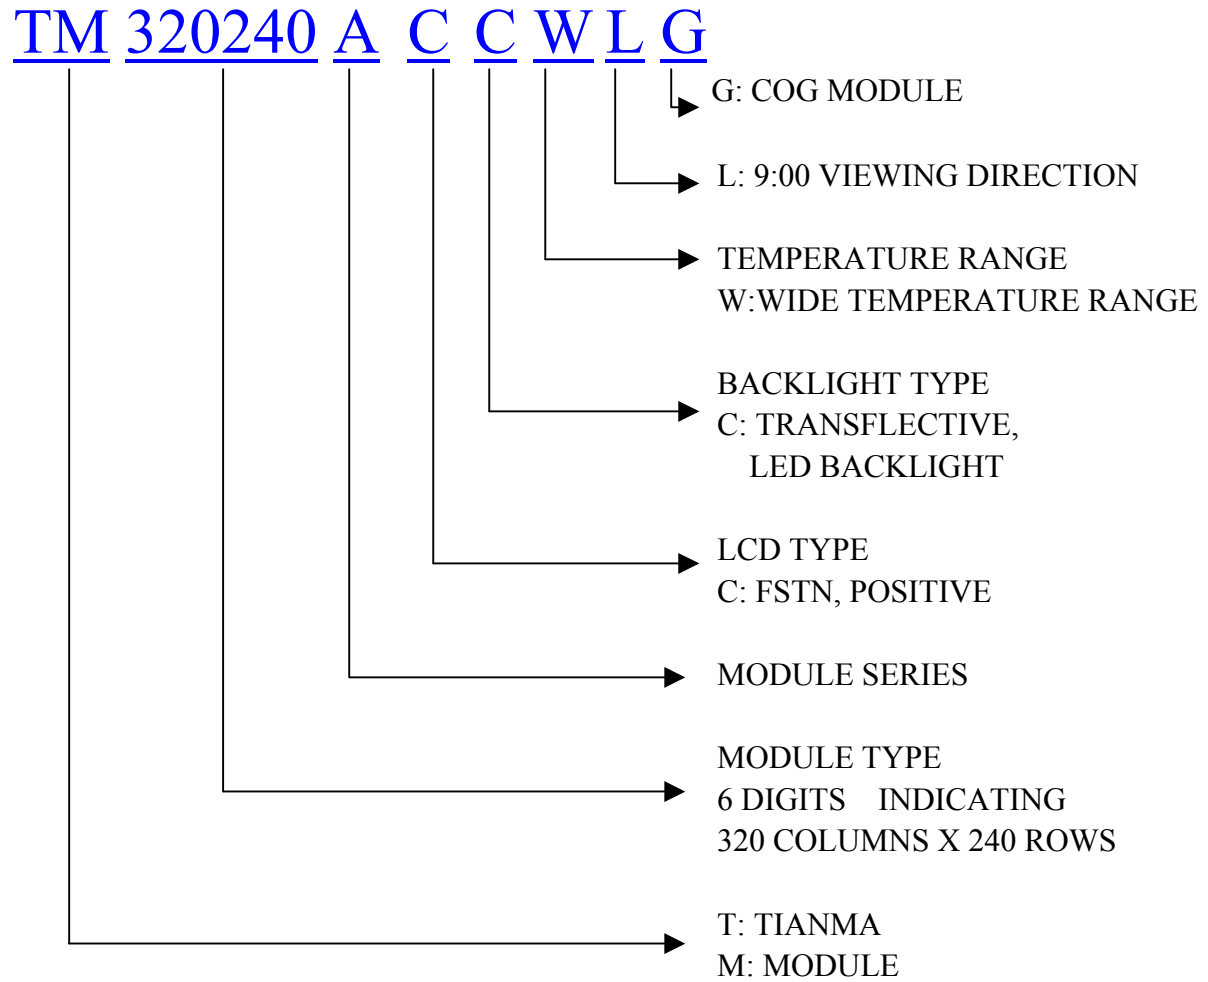 TM 320240 A C C W L G
G: COG MODULE
L: 9:00 VIEWING DIRECTION
TEMPERATURE RANGE
W:WIDE TEMPERATURE RANGE
BACKLIGHT TYPE
C: TRANSFLECTIVE,
LED BACKLIGHT
LCD TYPE
C: FSTN, POSITIVE
MODULE SERIES
MODULE TYPE
6 DIGITS INDICATING
320 COLUMNS X 240 ROWS
T: TIANMA
M: MODULE